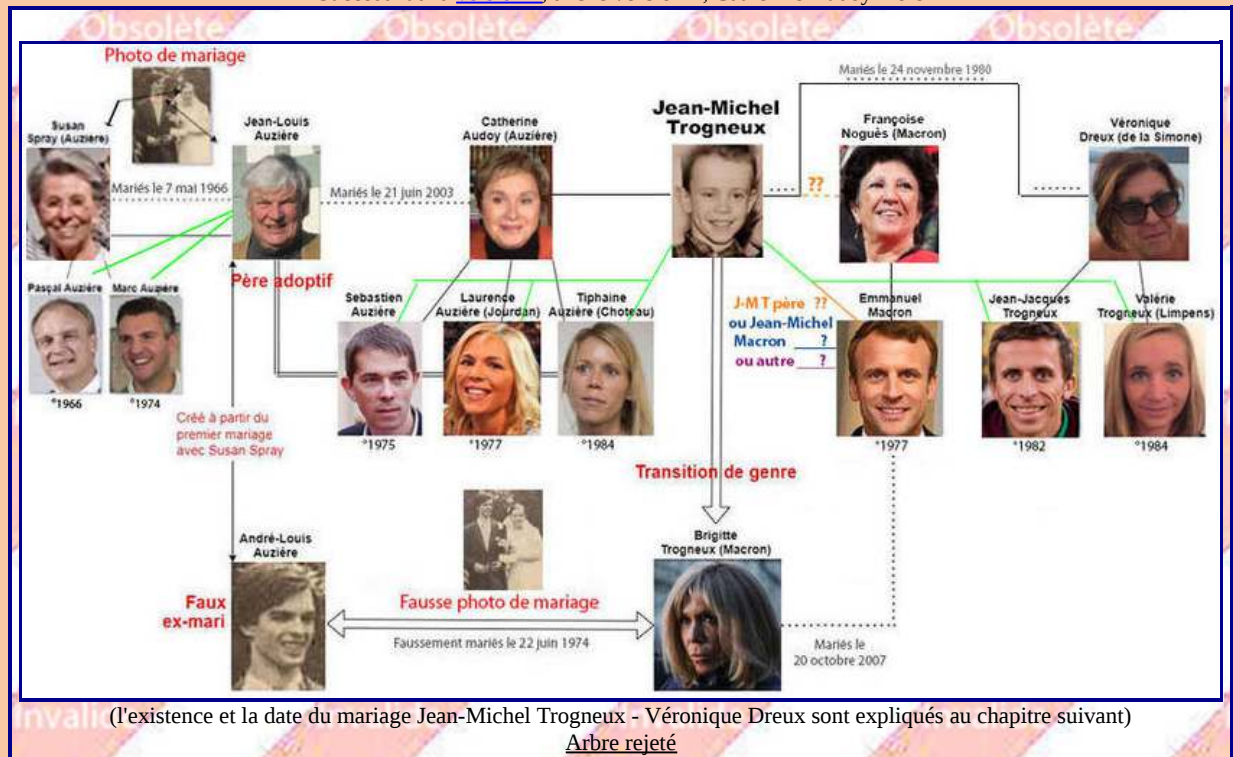 Obsolète Obsolète Obsolète Obsolète
Photo de mariage
Mariés le 24 novembre 1980
Susan
Spray (Auzière)
Jean-Louis
Auzière
Catherine
Audoy (Auzière)
Jean-Michel
Trogneux
Françoise
Noguès (Macron)
Véronique
Dreux (de la Simone)
Mariés le 7 mai 1966
Mariés le 21 juin 2003
??
Père adoptif
Pascal Auzière
Marc Auzière
°1966
°1974
Sebastien
Auzière
Laurence
Auzière (Jourdan)
Tiphaine
Auzière (Choteau)
°1975
°1977
°1984
J-M T père ??
ou Jean-Michel
Macron ___?
ou autre ___?
Emmanuel
Macron
Jean-Jacques
Trogneux
Valérie
Trogneux (Limpens)
°1977
°1982
°1984
Créé à partir du
premier mariage
avec Susan Spray
Transition de genre
André-Louis
Auzière
Brigitte
Trogneux (Macron)
Faux
ex-mari
Fausse photo de mariage
Faussement mariés le 22 juin 1974
Mariés le
20 octobre 2007
(l'existence et la date du mariage Jean-Michel Trogneux - Véronique Dreux sont expliqués au chapitre suivant)
Arbre rejeté